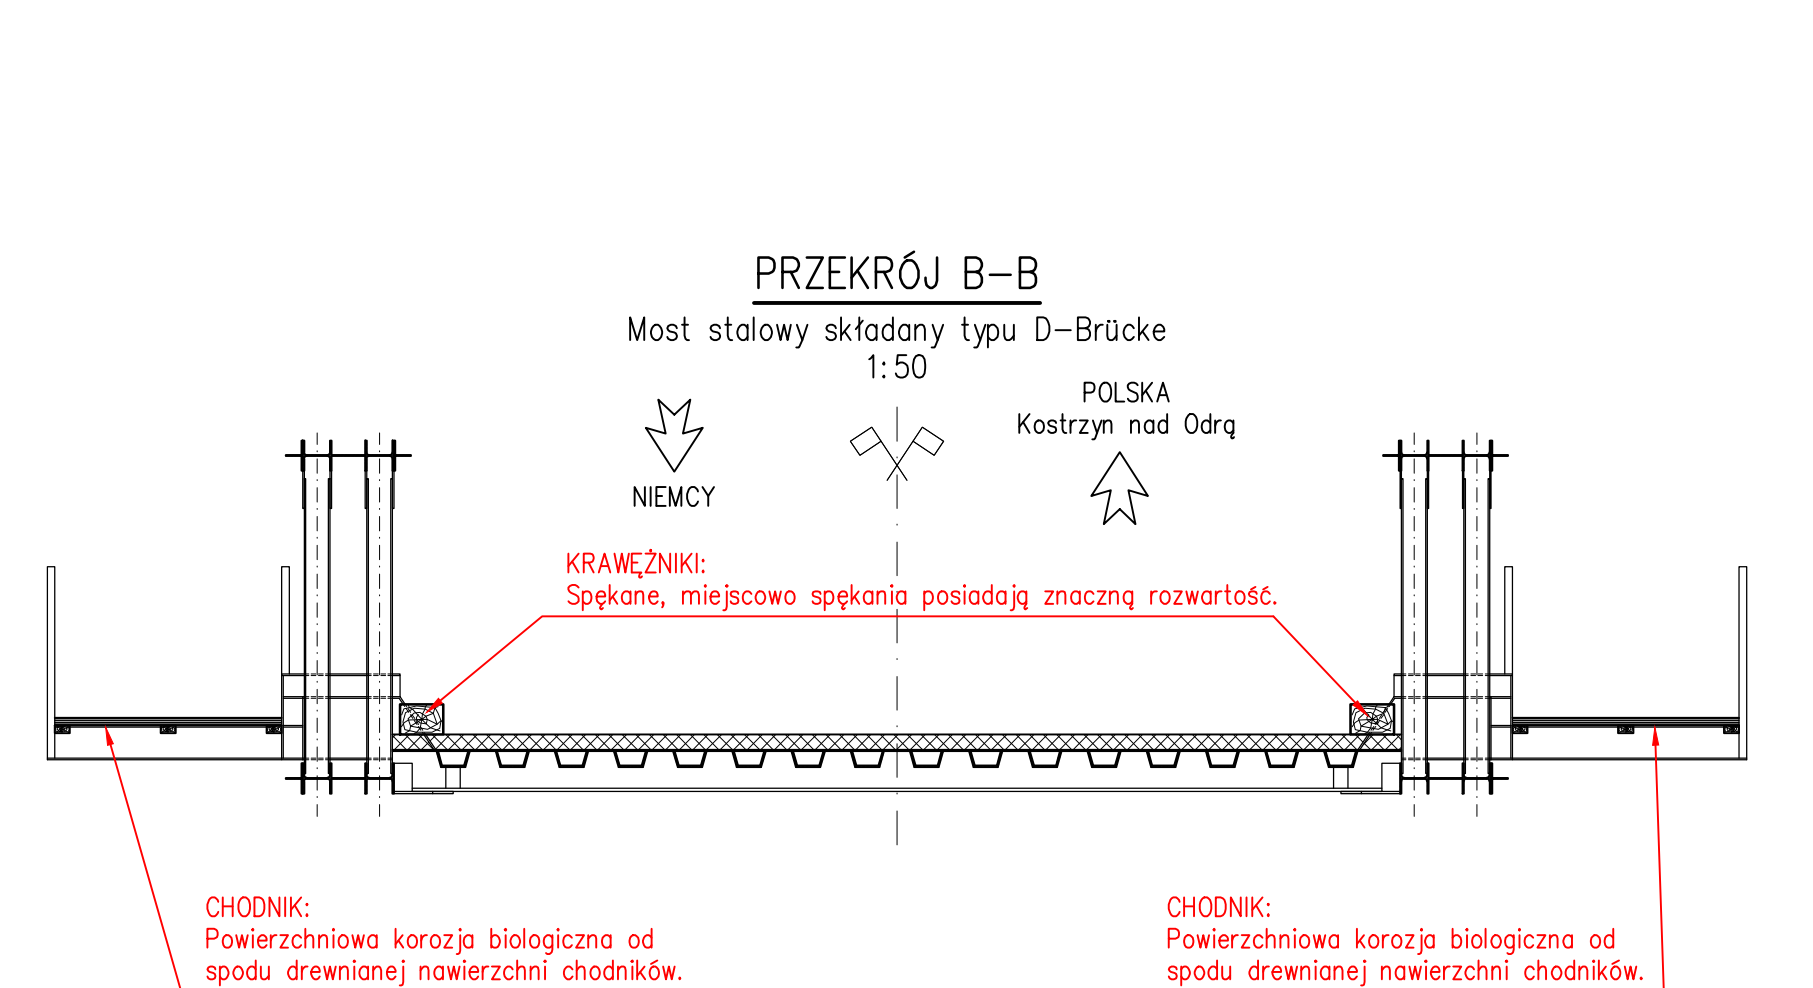 PRZEKRÓJ B-B
Most stalowy składany typu D-Brücke
1:50
POLSKA
Kostrzyn nad Odrą
NIEMCY
KRAWĘŻNIKI:
Spękane, miejscowo spękania posiadają znaczną rozwartość.
CHODNIK:
Powierzchniowa korozja biologiczna od
spodu drewnianej nawierzchni chodników.
CHODNIK:
Powierzchniowa korozja biologiczna od
spodu drewnianej nawierzchni chodników.